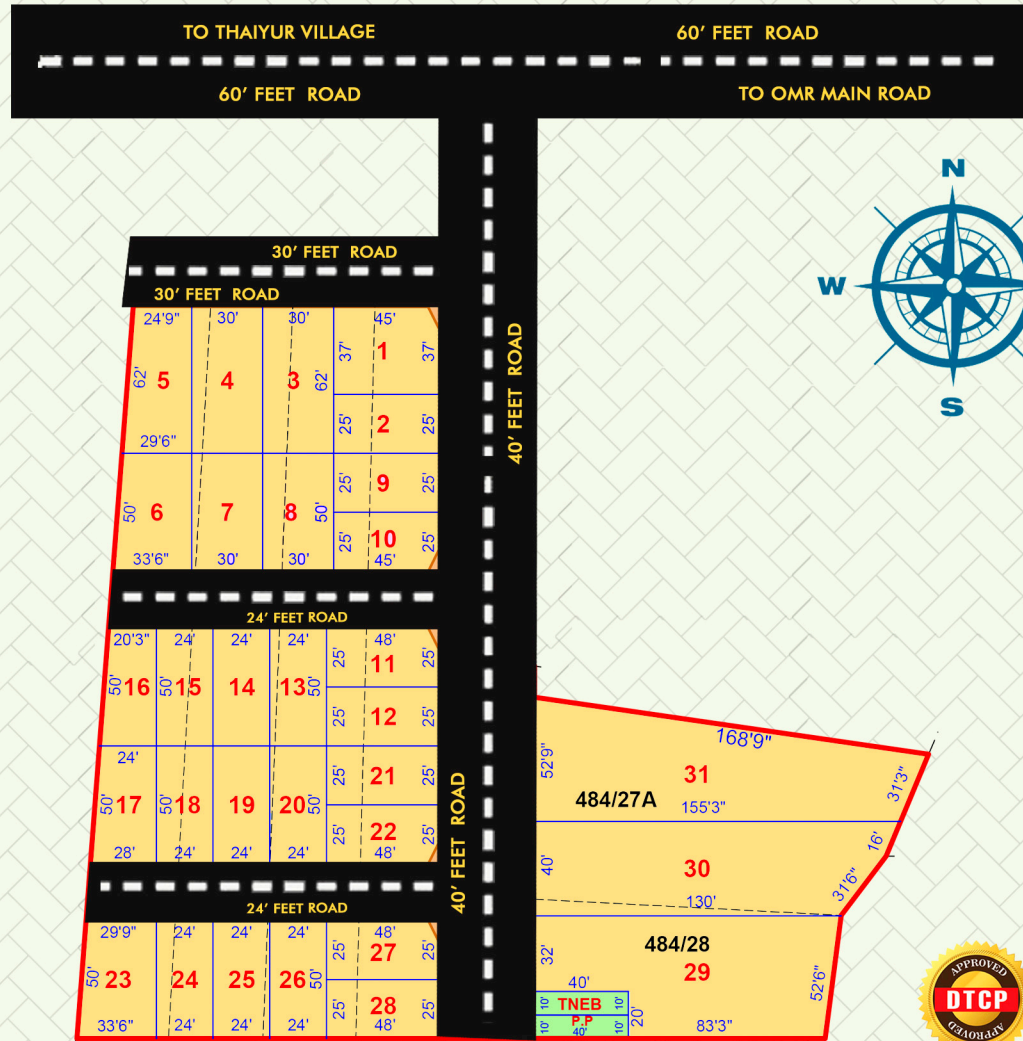 TO THAIYUR VILLAGE
60' FEET ROAD
60' FEET ROAD
TO OMR MAIN ROAD
N
W
S
30' FEET ROAD
30' FEET ROAD
40' FEET ROAD
24'9" 30' 30' 45'
37' 1 37'
62' 5 4 3 62'
25' 2 25'
29'6"
25' 9 25'
50' 6 7 8 50'
25' 10 25'
33'6" 30' 30' 45'
24' FEET ROAD
20'3" 24' 24' 24' 48'
25' 11 25'
50' 16 50' 15 14 13 50'
25' 12 25'
24'
25' 21 25'
50' 17 50' 18 19 20 50'
25' 22 25'
28' 24' 24' 24' 48'
40' FEET ROAD
24' FEET ROAD
29'9" 24' 24' 24' 48'
25' 27 25'
50' 23 24 25 26 50'
25' 28
33'6" 24' 24' 24' 48'
168'9"
52'9" 31 31'3"
484/27A
155'3"
16'
40' 30 31'6"
130'
484/28
32' 29 52'6"
40'
10' TNEB 10'
20'
10' P.P 10'
40'
83'3"
APPROVED
DTCP
APPROVED